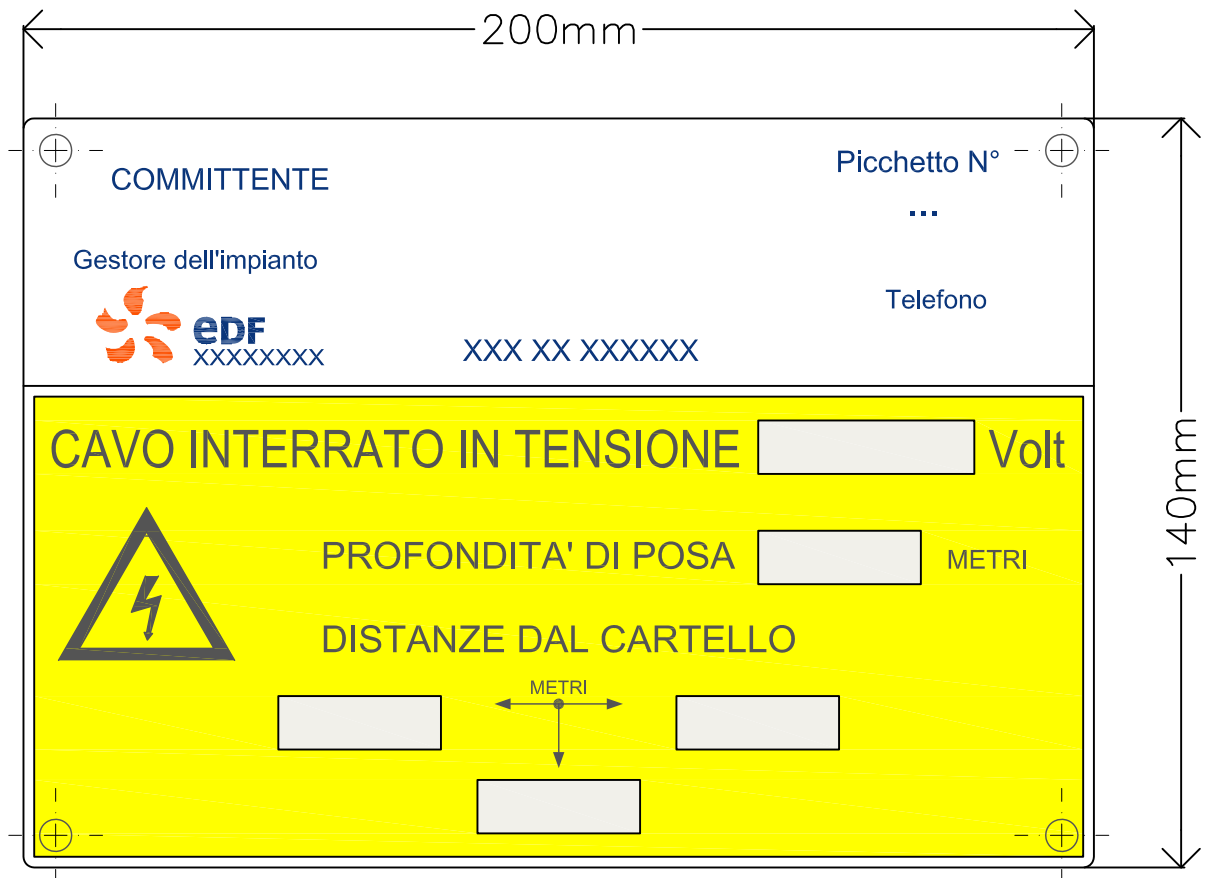 200mm
Picchetto N°
COMMITTENTE
...
Gestore dell'impianto
Telefono
eDF
XXXXXXXX
XXX XX XXXXXX
CAVO INTERRATO IN TENSIONE Volt
140mm
PROFONDITA' DI POSA METRI
DISTANZE DAL CARTELLO
METRI